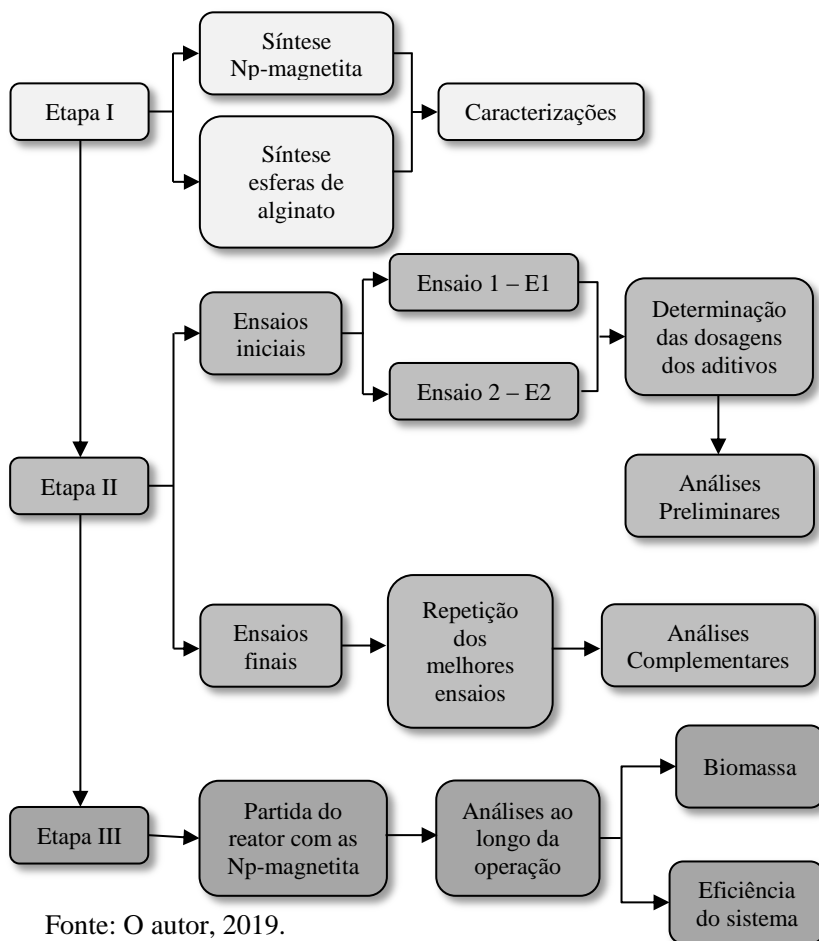 Síntese
Np-magnetita
Etapa I
Caracterizações
Síntese
esferas de
alginato
Ensaio 1 – E1
Ensaios
iniciais
Determinação
das dosagens
dos aditivos
Ensaio 2 – E2
Etapa II
Análises
Preliminares
Ensaios
finais
Repetição
dos
melhores
ensaios
Análises
Complementares
Biomassa
Etapa III
Partida do
reator com as
Np-magnetita
Análises ao
longo da
operação
Eficiência
do sistema
Fonte: O autor, 2019.